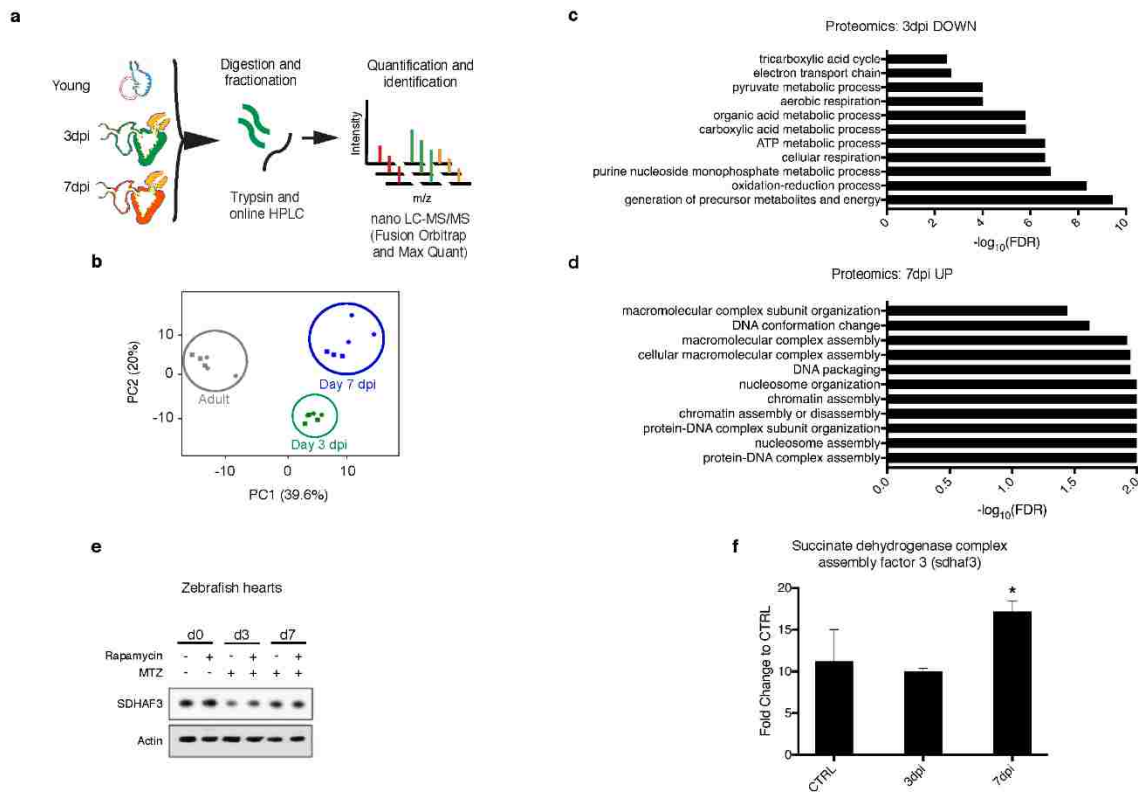 a
Young
3dpi
7dpi
Digestion and
fractionation
Trypsin and
online HPLC
Quantification and
identification
Intensity
m/z
nano LC-MS/MS
(Fusion Orbitrap
and Max Quant)
b
PC2 (20%)
10
0
-10
Adult
Day 7 dpi
Day 3 dpi
-10
0
10
PC1 (39.6%)
c
Proteomics: 3dpi DOWN
tricarboxylic acid cycle
electron transport chain
pyruvate metabolic process
aerobic respiration
organic acid metabolic process
carboxylic acid metabolic process
ATP metabolic process
cellular respiration
purine nucleoside monophosphate metabolic process
oxidation-reduction process
generation of precursor metabolites and energy
0 2 4 6 8 10
-log10(FDR)
d
Proteomics: 7dpi UP
macromolecular complex subunit organization
DNA conformation change
macromolecular complex assembly
cellular macromolecular complex assembly
DNA packaging
nucleosome organization
chromatin assembly
chromatin assembly or disassembly
protein-DNA complex subunit organization
nucleosome assembly
protein-DNA complex assembly
0.0 0.5 1.0 1.5 2.0
-log10(FDR)
e
Zebrafish hearts
d0 d3 d7
Rapamycin - + - + - +
MTZ - - + + + +
SDHAF3
Actin
f
Succinate dehydrogenase complex
assembly factor 3 (sdhaf3)
Fold Change to CTRL
20
15
10
5
0
*
CTRL
3dpi
7dpi